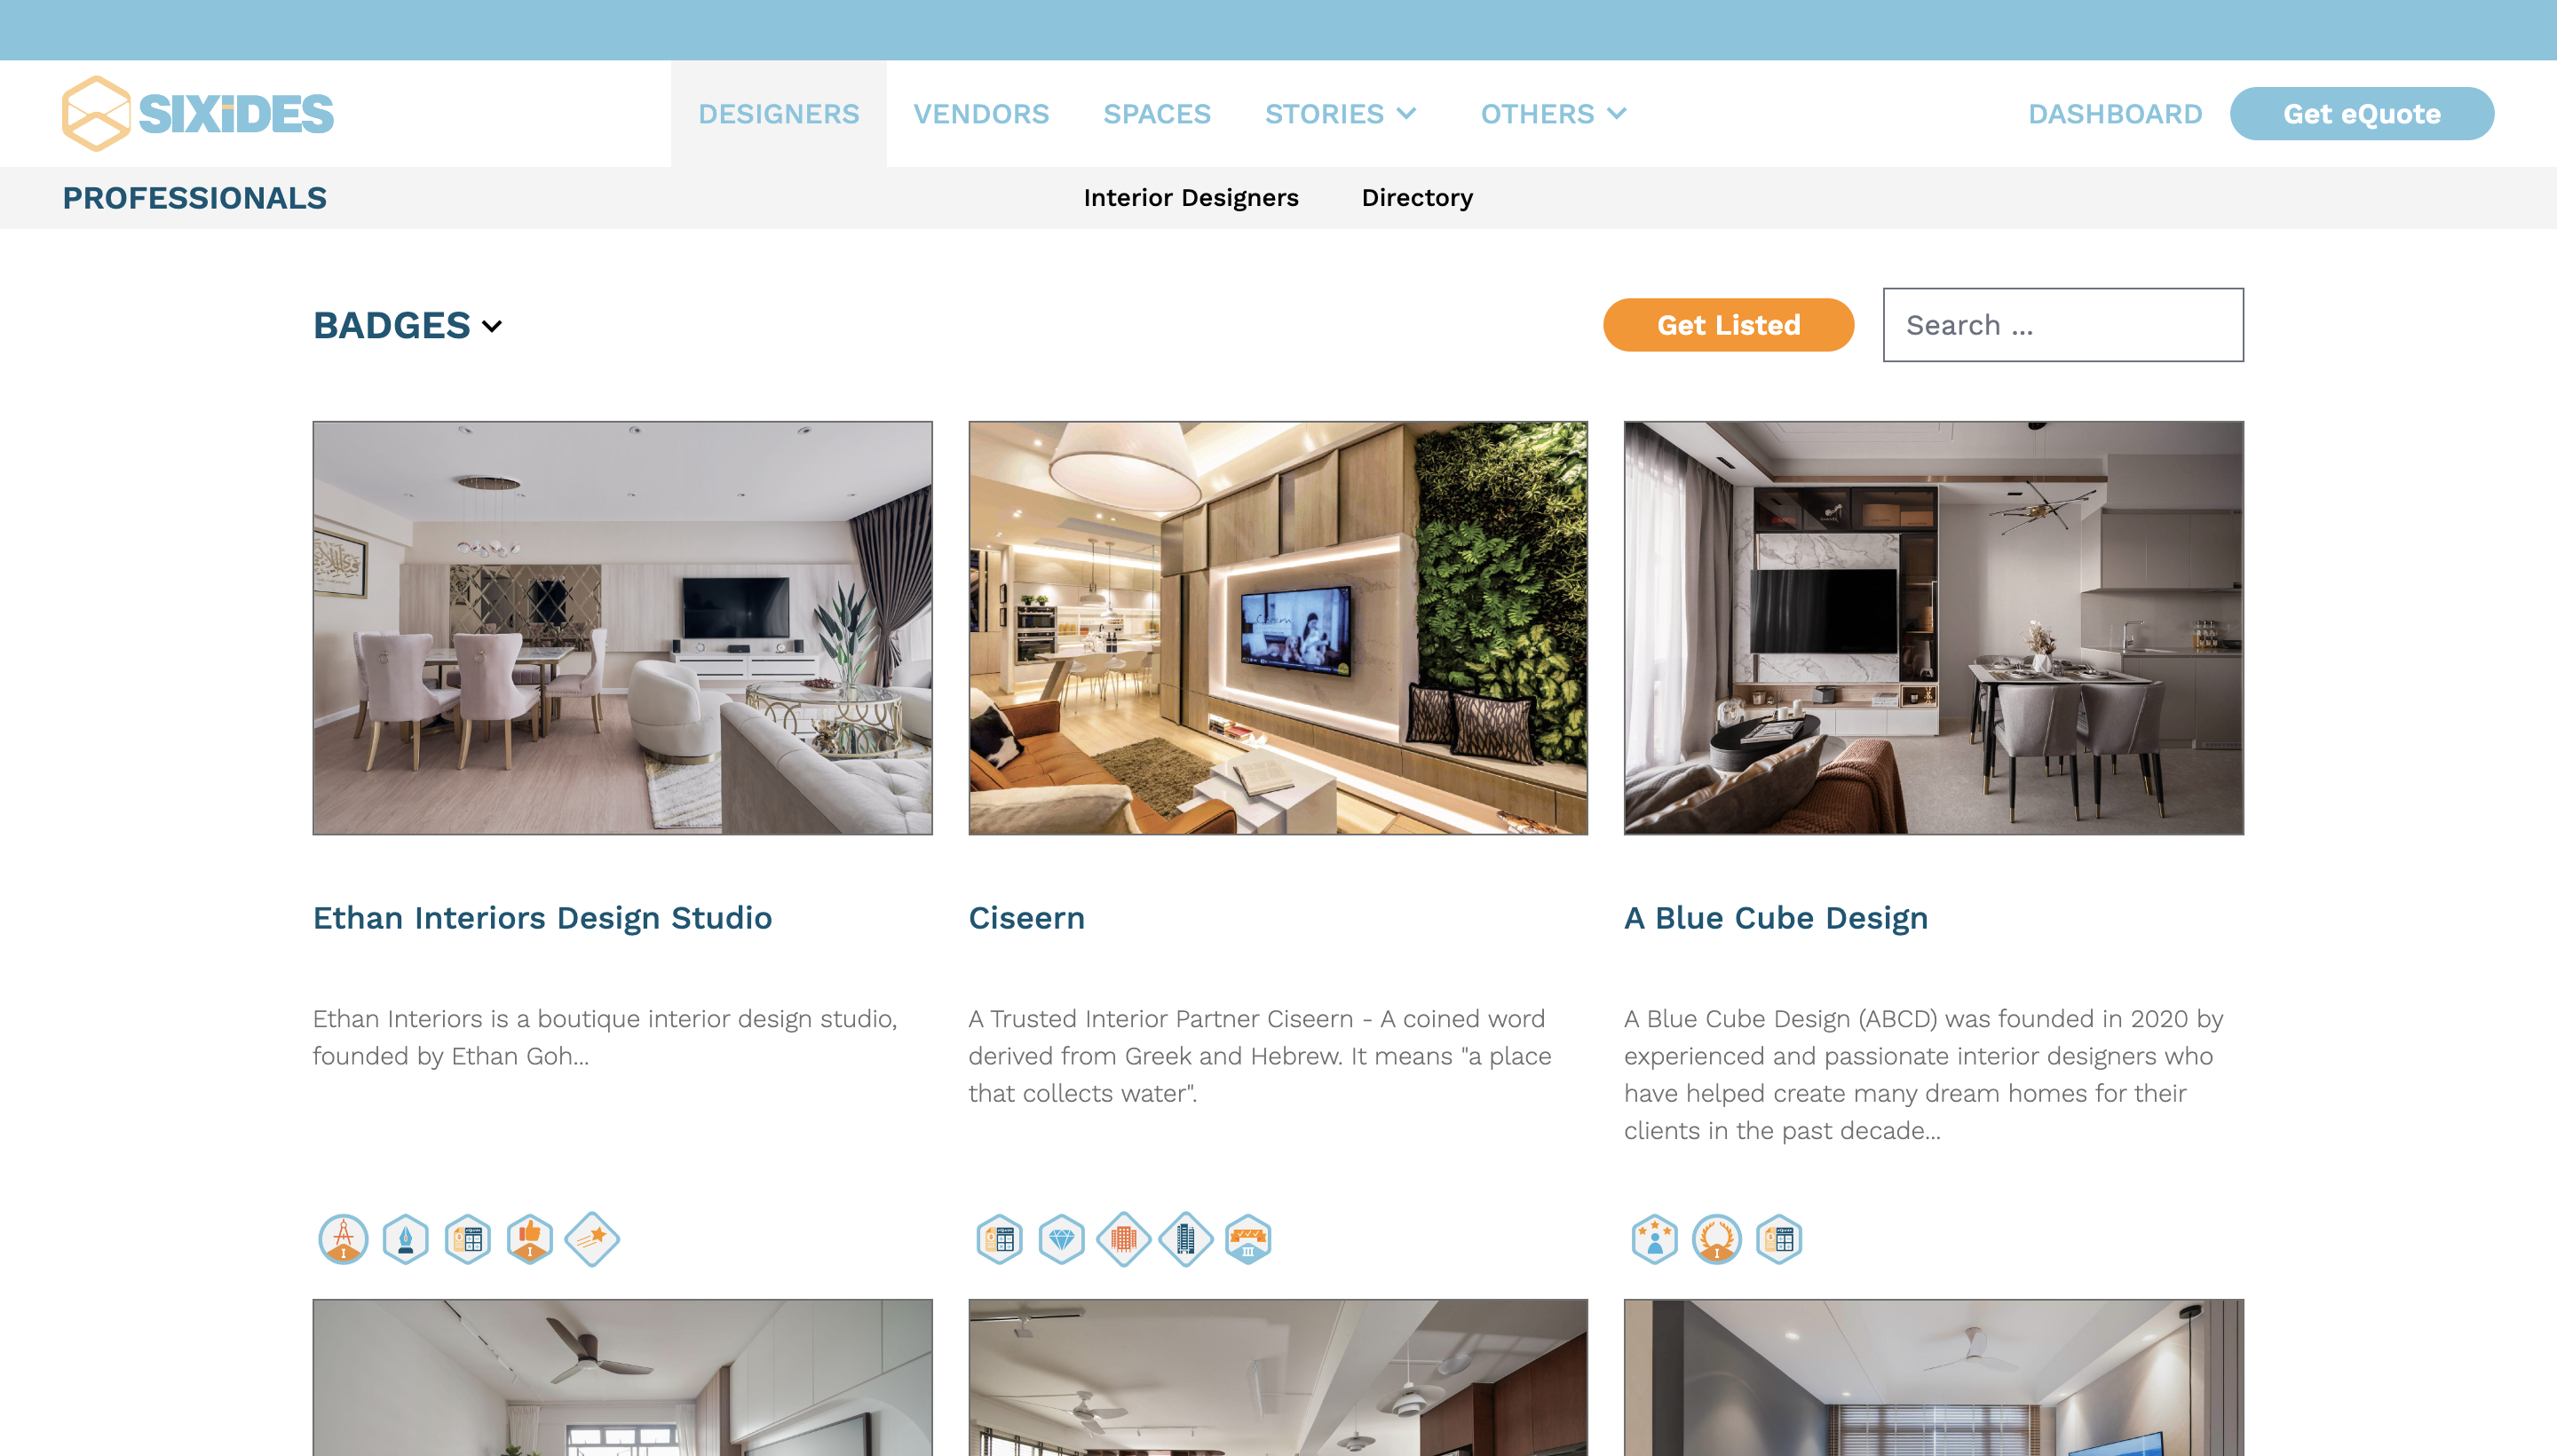 SIXiDES
DESIGNERS
VENDORS
SPACES
STORIES
OTHERS
DASHBOARD
Get eQuote
PROFESSIONALS
Interior Designers
Directory
BADGES
Get Listed
Search ...
Ciseern
Ethan Interiors Design Studio
Ciseern
A Blue Cube Design
Ethan Interiors is a boutique interior design studio,
founded by Ethan Goh...
A Trusted Interior Partner Ciseern - A coined word
derived from Greek and Hebrew. It means "a place
that collects water".
A Blue Cube Design (ABCD) was founded in 2020 by
experienced and passionate interior designers who
have helped create many dream homes for their
clients in the past decade...
I
I
III
I